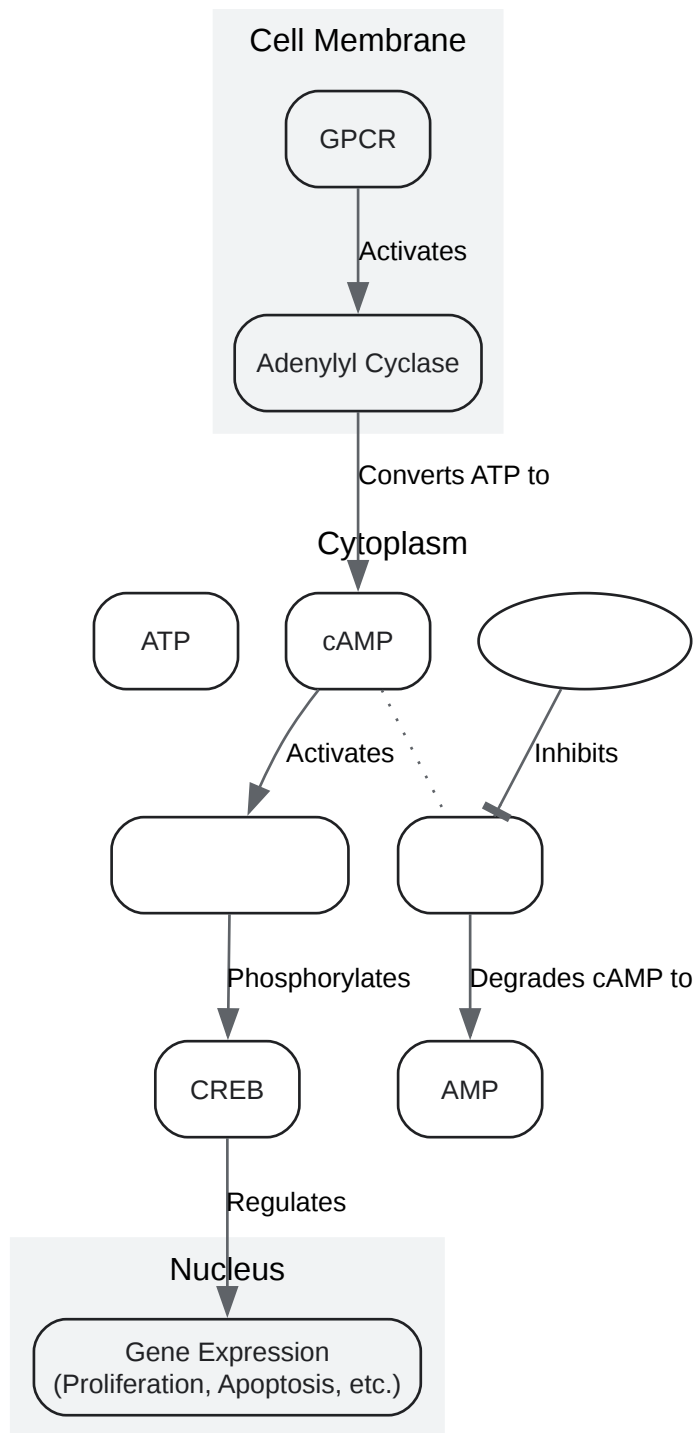 Cell Membrane
GPCR
Activates
Adenylyl Cyclase
Converts ATP to
Cytoplasm
ATP
cAMP
Activates
Inhibits
Phosphorylates
Degrades cAMP to
CREB
AMP
Regulates
Nucleus
Gene Expression
(Proliferation, Apoptosis, etc.)